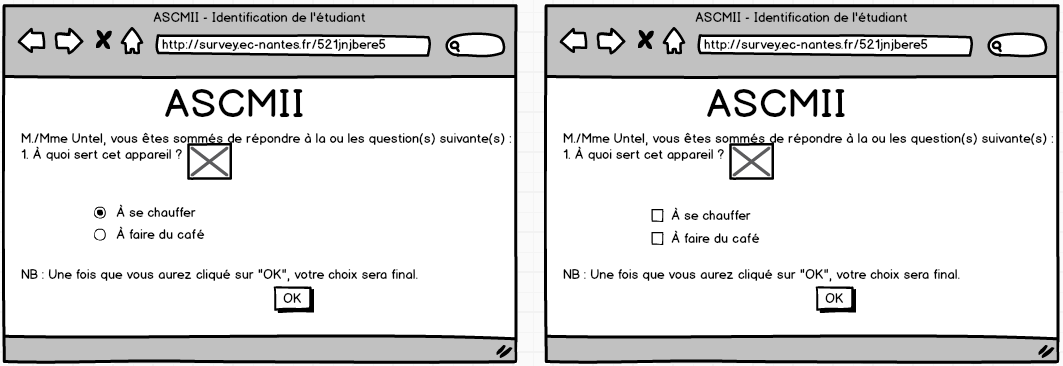 ASCMII - Identification de l'étudiant
http://survey.ec-nantes.fr/521jnjbere5
ASCMII
M./Mme Untel, vous êtes sommés de répondre à la ou les question(s) suivante(s) :
1. À quoi sert cet appareil ?
À se chauffer
À faire du café
NB : Une fois que vous aurez cliqué sur "OK", votre choix sera final.
OK
ASCMII - Identification de l'étudiant
http://survey.ec-nantes.fr/521jnjbere5
ASCMII
M./Mme Untel, vous êtes sommés de répondre à la ou les question(s) suivante(s) :
1. À quoi sert cet appareil ?
À se chauffer
À faire du café
NB : Une fois que vous aurez cliqué sur "OK", votre choix sera final.
OK